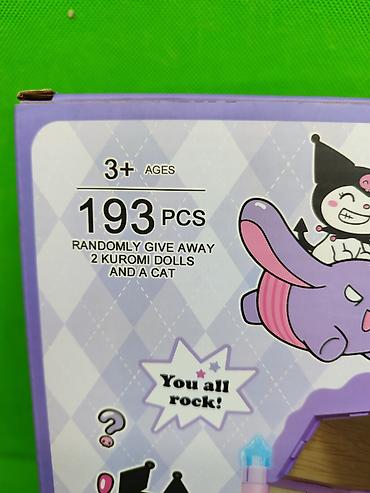 3+ AGES
193 PCS
RANDOMLY GIVE AWAY
2 KUROMI DOLLS
AND A CAT
You all
rock!
?